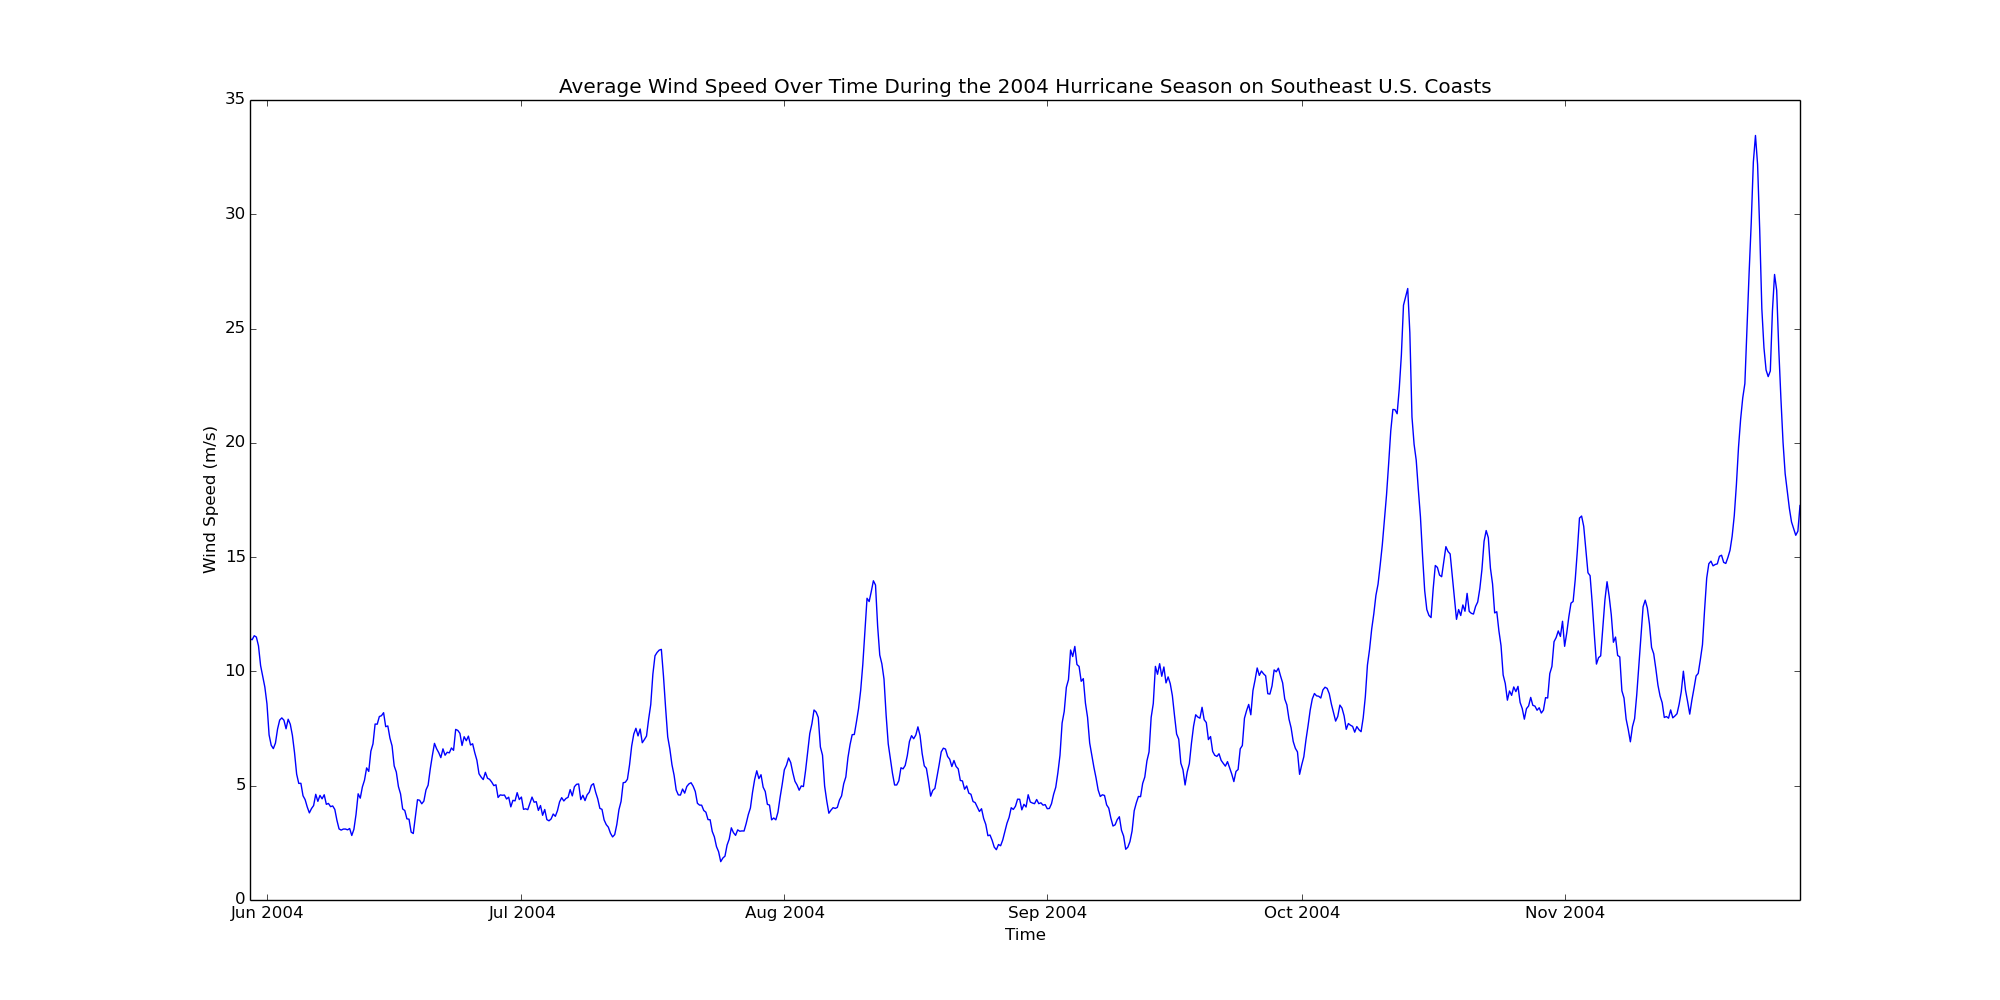 Average Wind Speed Over Time During the 2004 Hurricane Season on Southeast U.S. Coasts
35
30
25
20
15
10
5
0
Wind Speed (m/s)
Jun 2004 Jul 2004 Aug 2004 Sep 2004 Oct 2004 Nov 2004
Time